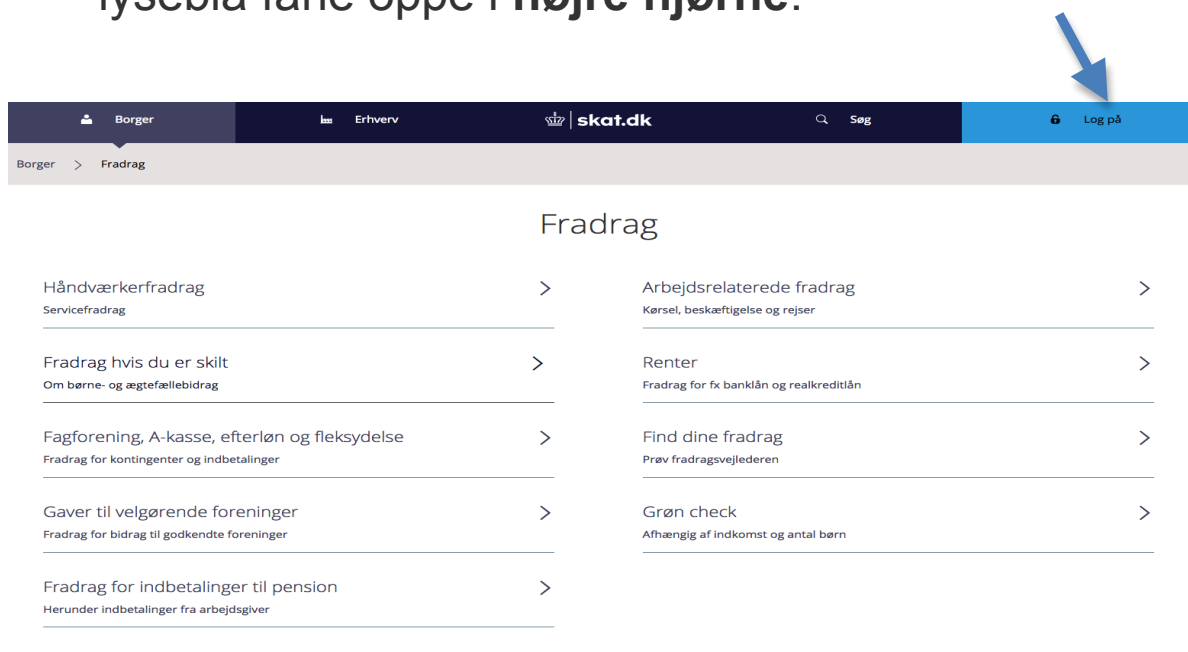 lyseblå fane oppe i højre hjørne.
Borger Erhverv skat.dk Søg Log på
Borger > Fradrag
Fradrag
Håndværkerfradrag >
Servicefradrag
Fradrag hvis du er skilt >
Om børne- og ægtefællebidrag
Fagforening, A-kasse, efterløn og fleksydelse >
Fradrag for kontingenter og indbetalinger
Gaver til velgørende foreninger >
Fradrag for bidrag til godkendte foreninger
Fradrag for indbetalinger til pension >
Herunder indbetalinger fra arbejdsgiver
Arbejdsrelaterede fradrag >
Kørsel, beskæftigelse og rejser
Renter >
Fradrag for fx banklån og realkreditlån
Find dine fradrag >
Prøv fradragsvejlederen
Grøn check >
Afhængig af indkomst og antal børn